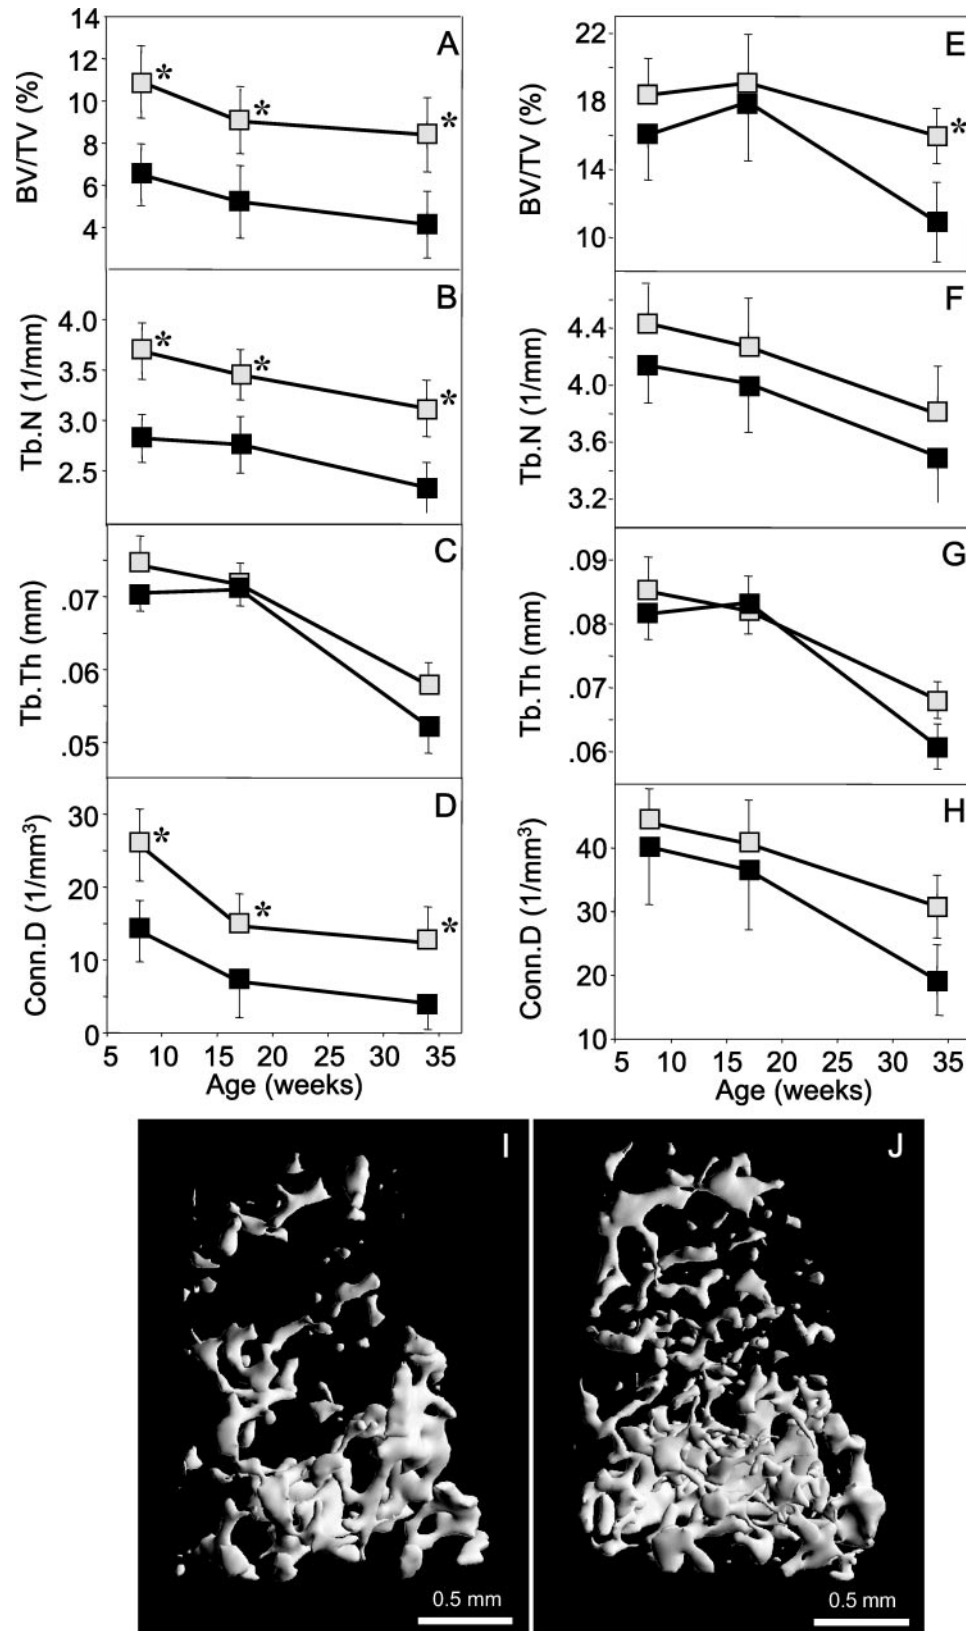 A
BV/TV (%)
14
12
10
8
6
4
*
*
*
B
Tb.N (1/mm)
4.0
3.5
3.0
2.5
*
*
*
C
Tb.Th (mm)
.07
.06
.05
D
Conn.D (1/mm³)
30
20
10
0
*
*
*
5 10 15 20 25 30 35
Age (weeks)
E
BV/TV (%)
22
18
14
10
*
F
Tb.N (1/mm)
4.4
4.0
3.6
3.2
G
Tb.Th (mm)
.09
.08
.07
.06
H
Conn.D (1/mm³)
40
30
20
10
5 10 15 20 25 30 35
Age (weeks)
I
0.5 mm
J
0.5 mm